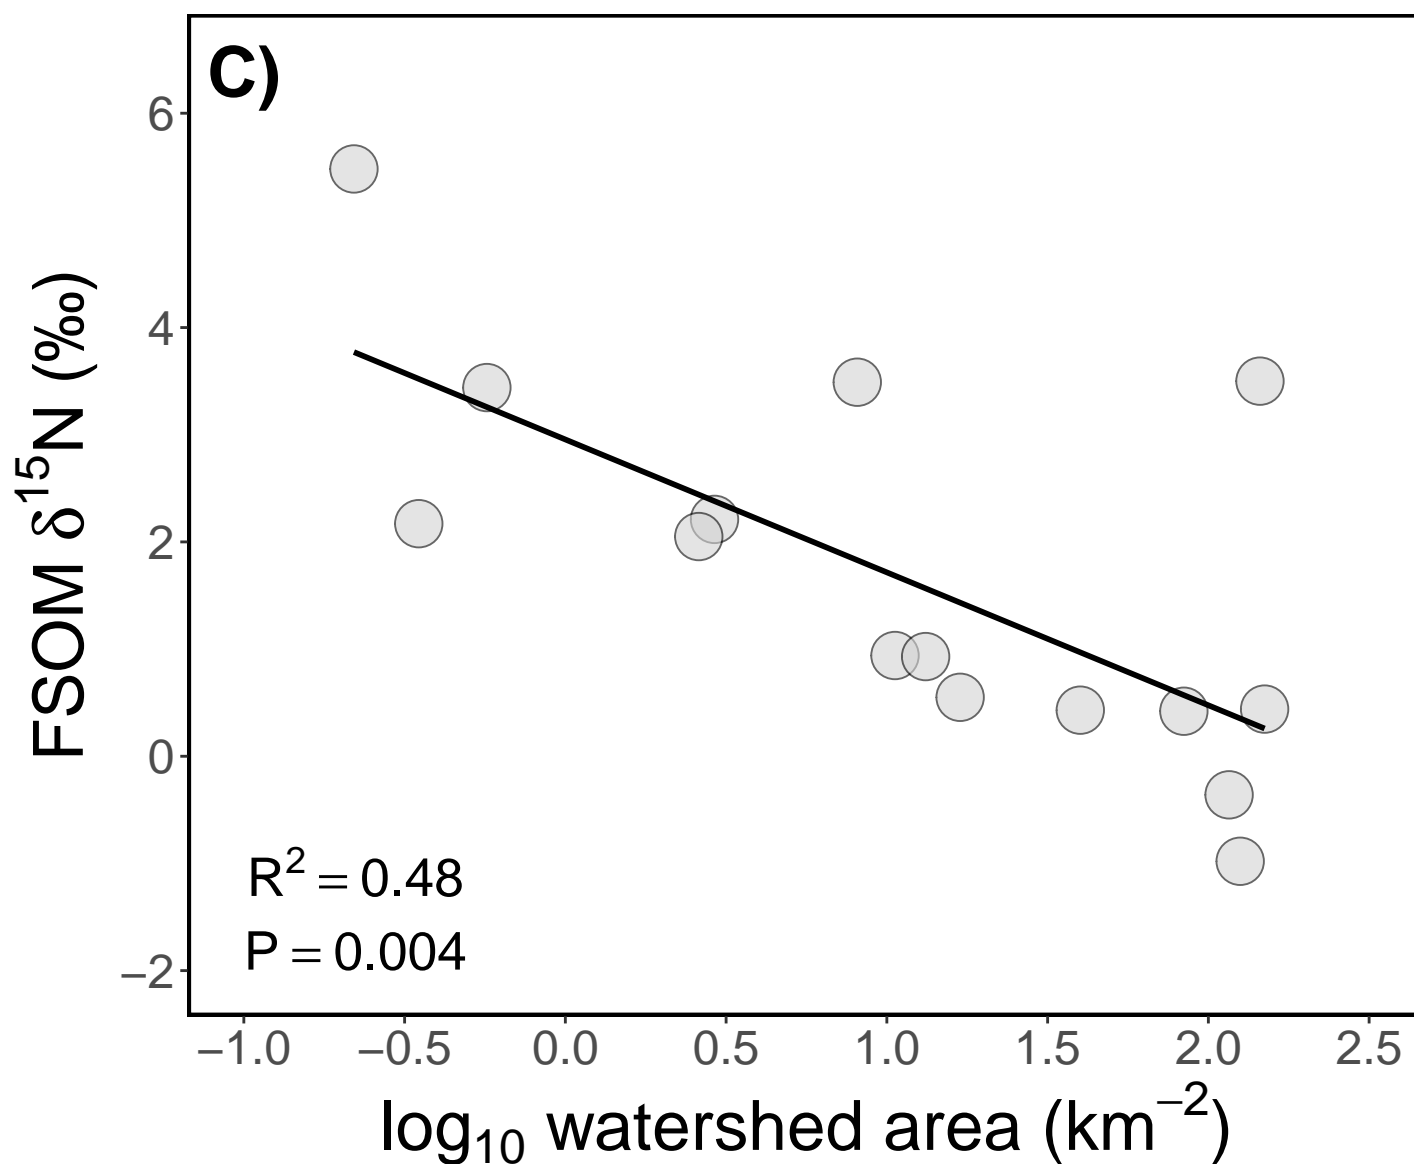 C)
6
4
2
0
−2
FSOM δ¹⁵N (‰)
R² = 0.48
P = 0.004
−1.0 −0.5 0.0 0.5 1.0 1.5 2.0 2.5
log₁₀ watershed area (km⁻²)